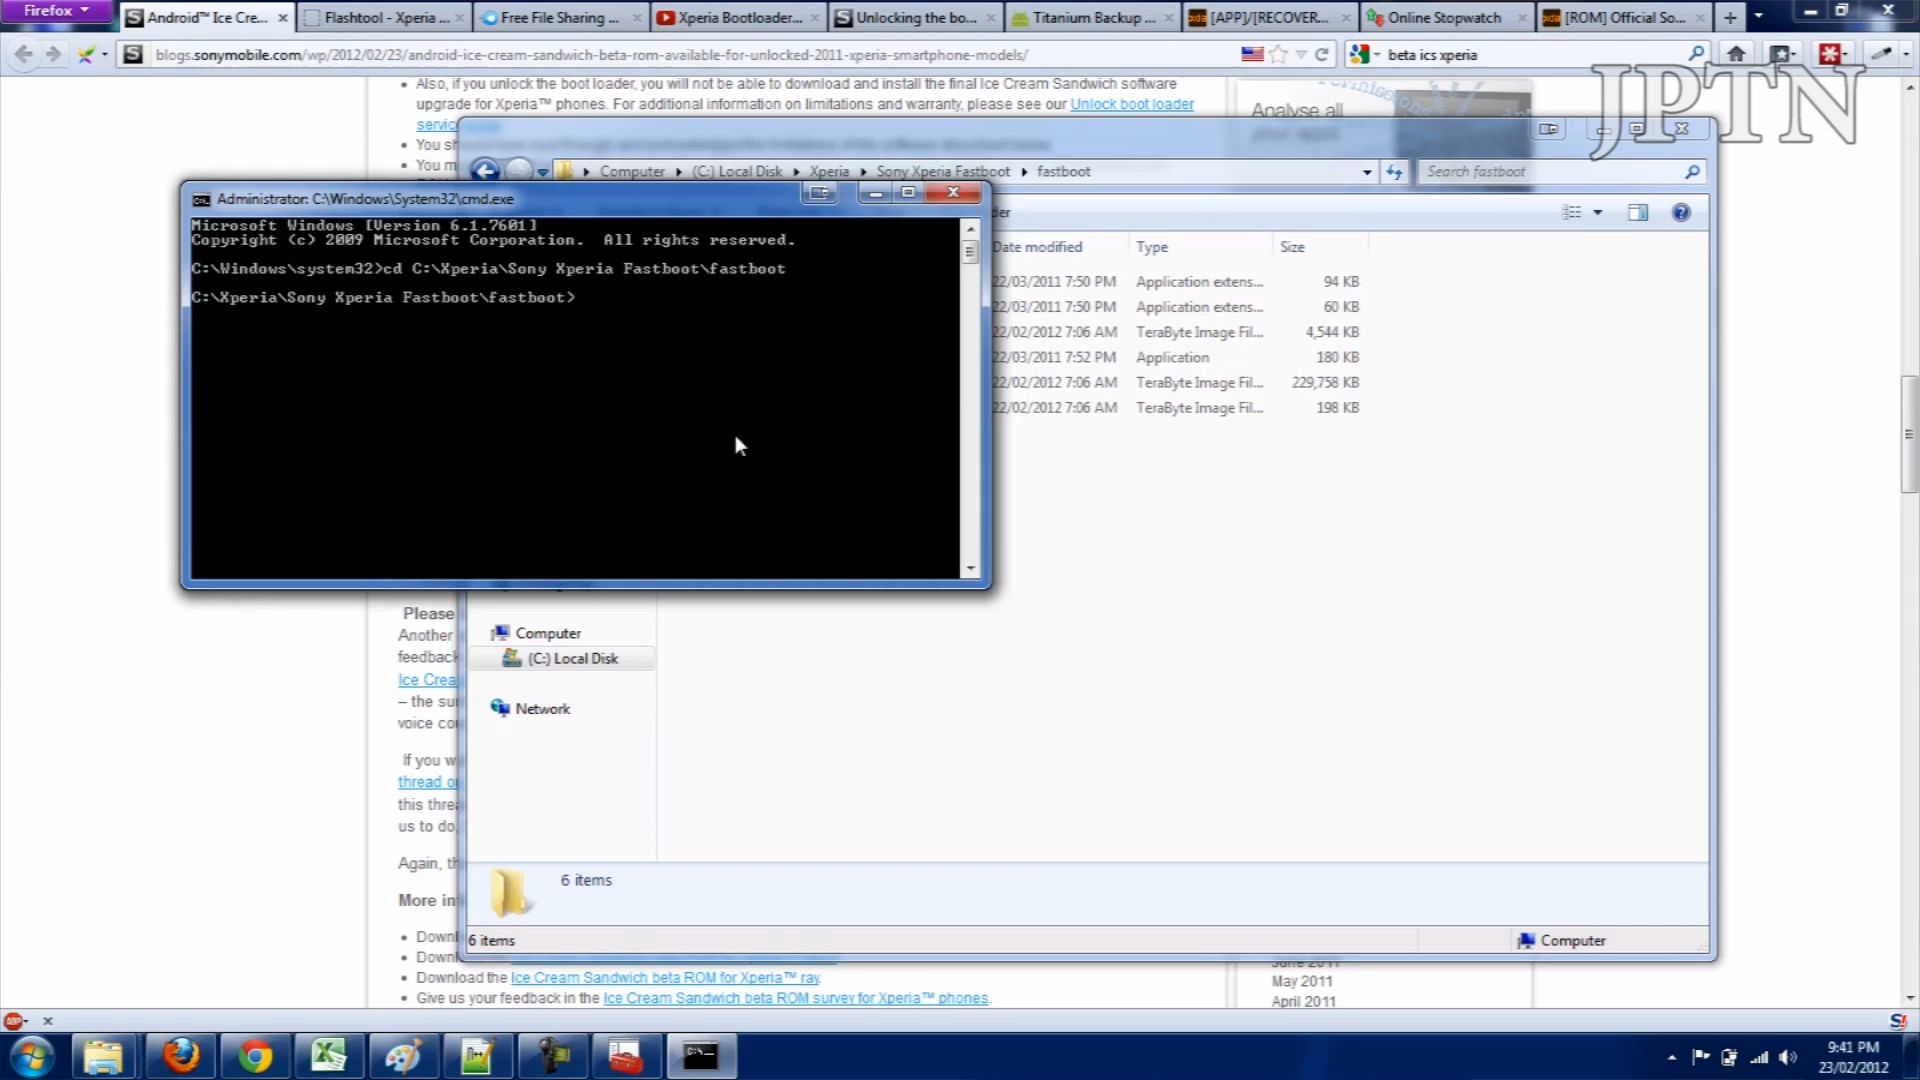 Firefox
Android™ Ice Cre...
Flashtool - Xperia ...
Free File Sharing ...
Xperia Bootloader...
Unlocking the bo...
Titanium Backup ...
[APP]/[RECOVER...
Online Stopwatch
[ROM] Official So...
blogs.sonymobile.com/wp/2012/02/23/android-ice-cream-sandwich-beta-rom-available-for-unlocked-2011-xperia-smartphone-models/
beta ics xperia
JPTN
Also, if you unlock the boot loader, you will not be able to download and install the final Ice Cream Sandwich software
upgrade for Xperia™ phones. For additional information on limitations and warranty, please see our Unlock boot loader
Analyse all
your apps
You m
Computer (C:) Local Disk Xperia Sony Xperia Fastboot fastboot
Search fastboot
Administrator: C:\Windows\System32\cmd.exe
Microsoft Windows [Version 6.1.7601]
Copyright (c) 2009 Microsoft Corporation. All rights reserved.
C:\Windows\system32>cd C:\Xperia\Sony Xperia Fastboot\fastboot
C:\Xperia\Sony Xperia Fastboot\fastboot>
Date modified Type Size
22/03/2011 7:50 PM Application extens... 94 KB
22/03/2011 7:50 PM Application extens... 60 KB
22/02/2012 7:06 AM TeraByte Image Fil... 4,544 KB
22/03/2011 7:52 PM Application 180 KB
22/02/2012 7:06 AM TeraByte Image Fil... 229,758 KB
22/02/2012 7:06 AM TeraByte Image Fil... 198 KB
Please
Another
feedback
Ice Crea
– the sur
voice cou
If you w
thread o
this threa
us to do,
Again, th
More in
Computer
(C:) Local Disk
Network
6 items
6 items
Computer
Downl
Downl
Download the Ice Cream Sandwich beta ROM for Xperia™ ray.
Give us your feedback in the Ice Cream Sandwich beta ROM survey for Xperia™ phones.
June 2011
May 2011
April 2011
ABP
9:41 PM
23/02/2012